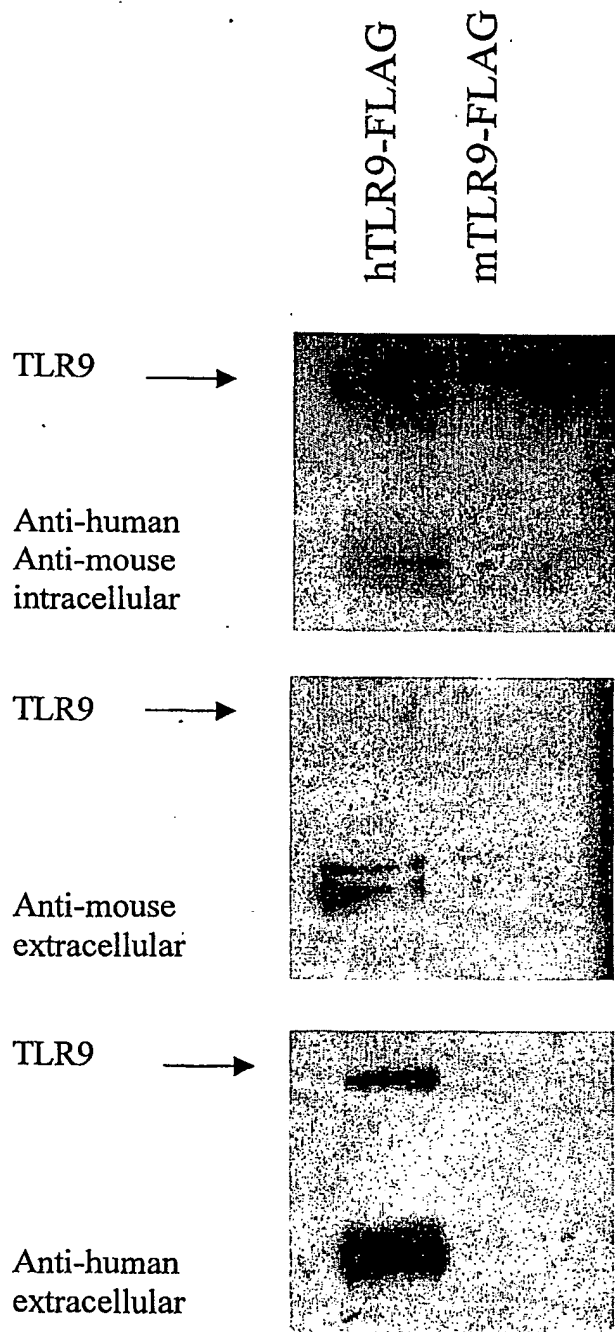 hTLR9-FLAG
mTLR9-FLAG
TLR9
Anti-human
Anti-mouse
intracellular
TLR9
Anti-mouse
extracellular
TLR9
Anti-human
extracellular